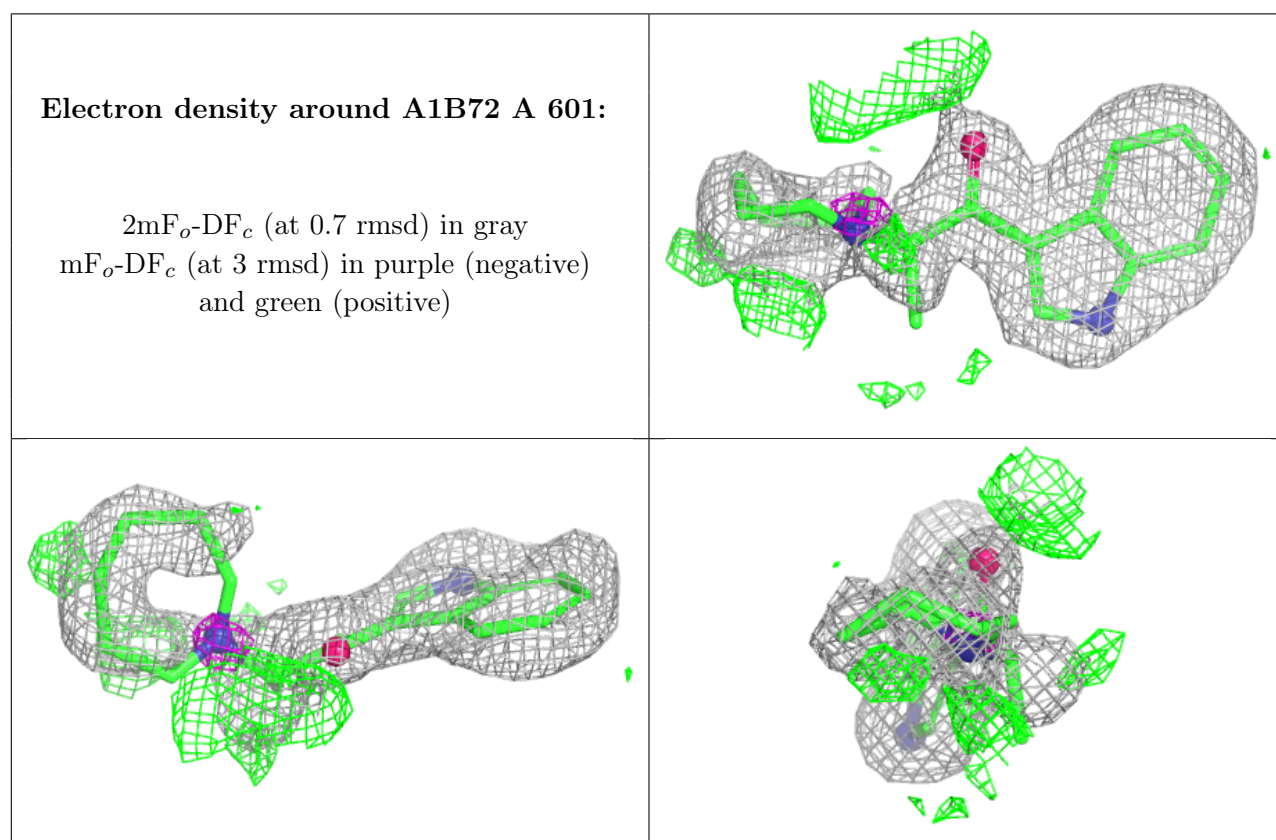 Electron density around A1B72 A 601:
2mFo-DFc (at 0.7 rmsd) in gray
mFo-DFc (at 3 rmsd) in purple (negative)
and green (positive)